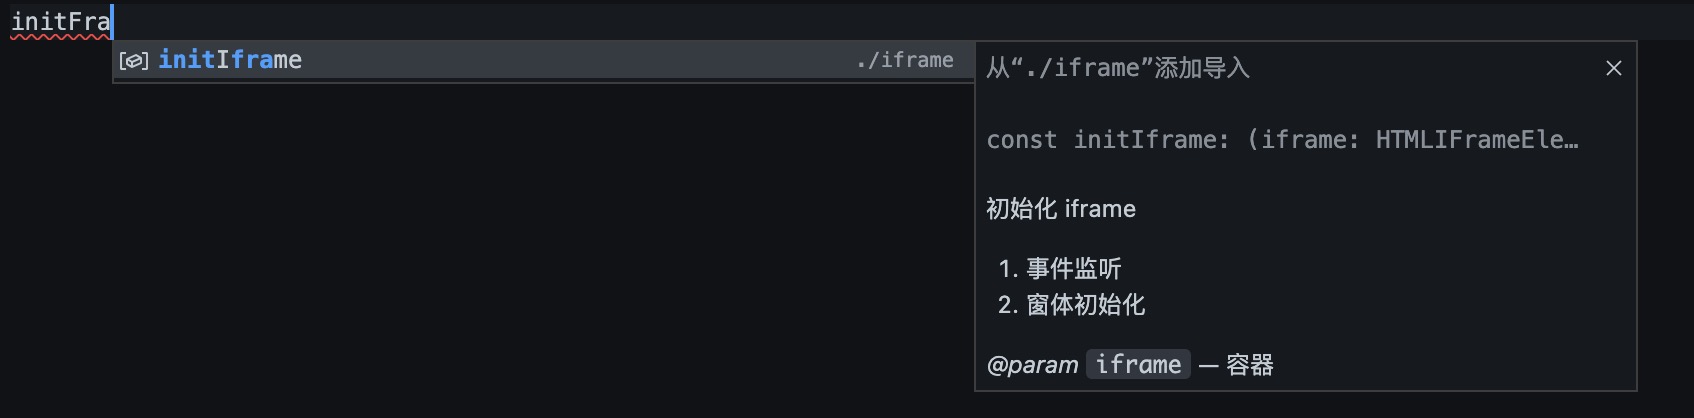 initFra
initIframe ./iframe
从“./iframe”添加导入
const initIframe: (iframe: HTMLIFrameEle…
初始化 iframe
1. 事件监听
2. 窗体初始化
@param iframe — 容器